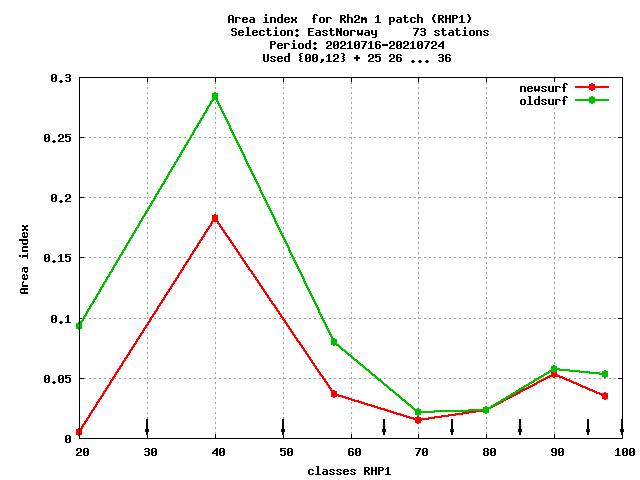 Area index  for Rh2m 1 patch (RHP1)
Selection: EastNorway     73 stations
Period: 20210716-20210724
Used {00,12} + 25 26 ... 36
newsurf
oldsurf
0.3
0.25
0.2
0.15
0.1
0.05
0
Area index
20 30 40 50 60 70 80 90 100
classes RHP1